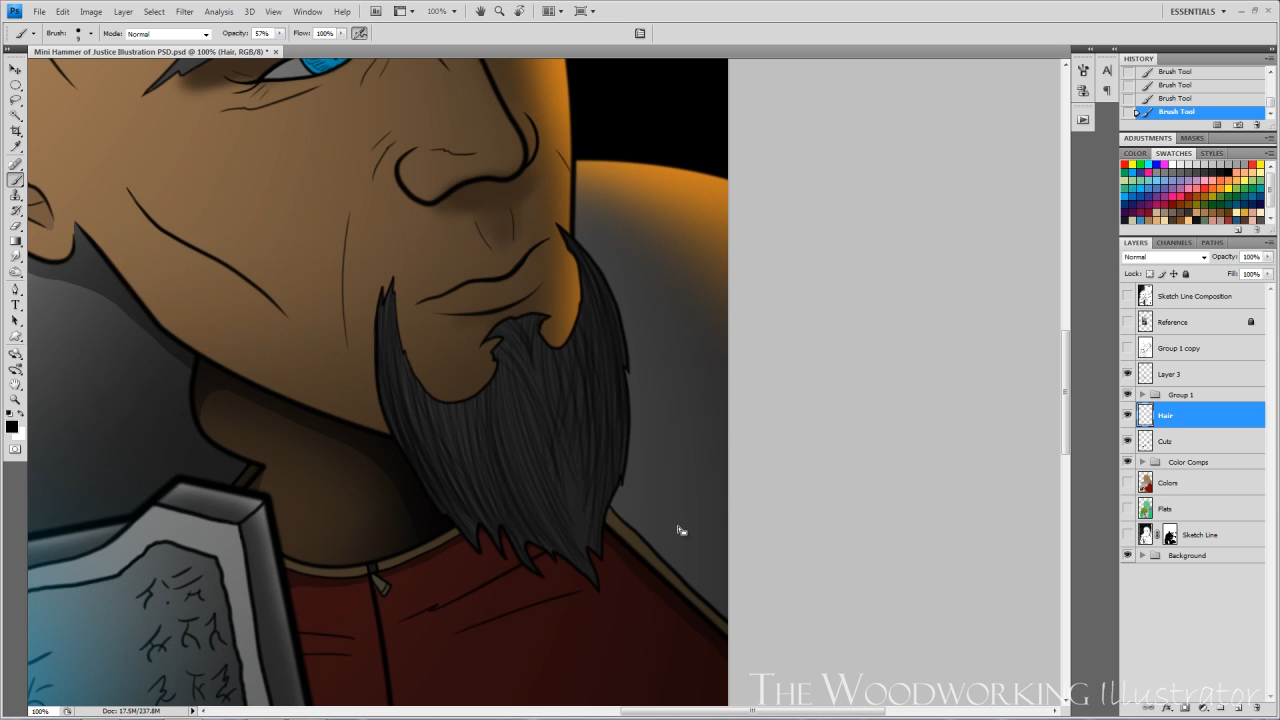 Ps File Edit Image Layer Select Filter Analysis 3D View Window Help 100% ESSENTIALS
Brush: 9 Mode: Normal Opacity: 57% Flow: 100%
Mini Hammer of Justice Illustration PSD.psd @ 100% (Hair, RGB/8) *
HISTORY
Brush Tool
Brush Tool
Brush Tool
Brush Tool
ADJUSTMENTS MASKS
COLOR SWATCHES STYLES
LAYERS CHANNELS PATHS
Normal Opacity: 100%
Lock: Fill: 100%
Sketch Line Composition
Reference
Group 1 copy
Layer 3
Group 1
Hair
Cutz
Color Comps
Colors
Flats
Sketch Line
Background
THE WOODWORKING Illustrator
100% Doc: 17.5M/237.8M